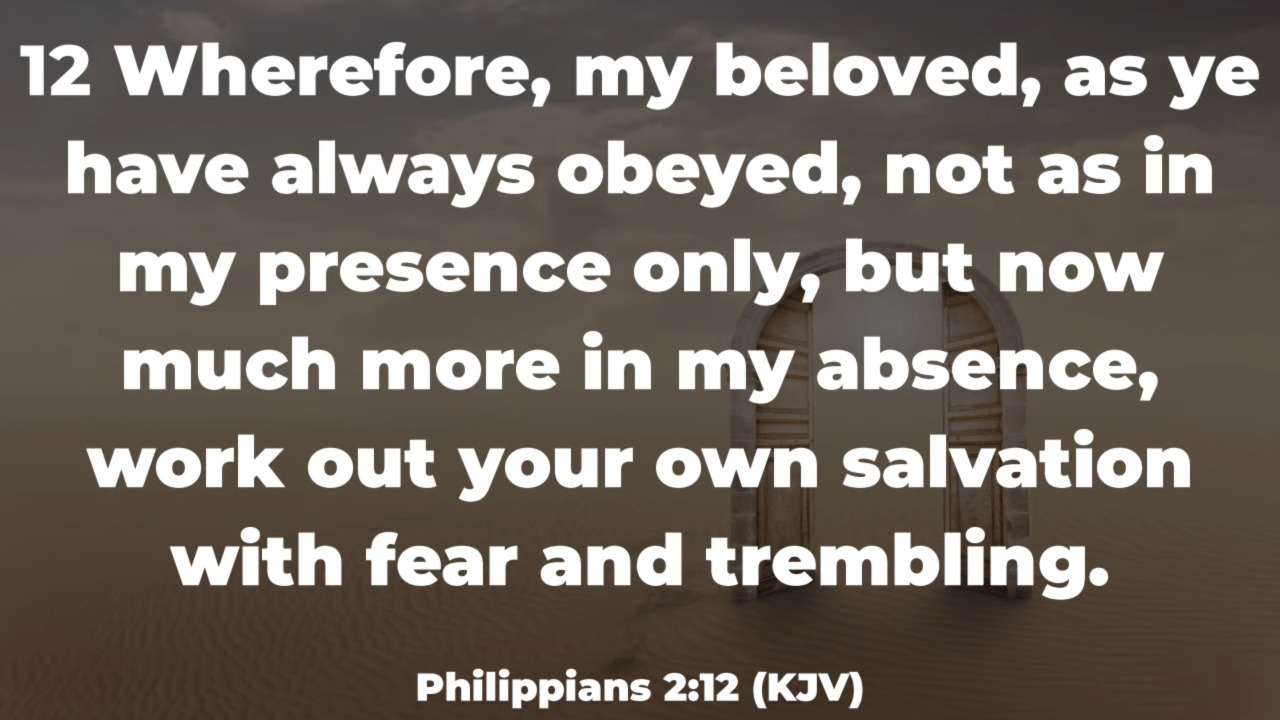 12 Wherefore, my beloved, as ye
have always obeyed, not as in
my presence only, but now
much more in my absence,
work out your own salvation
with fear and trembling.
Philippians 2:12 (KJV)